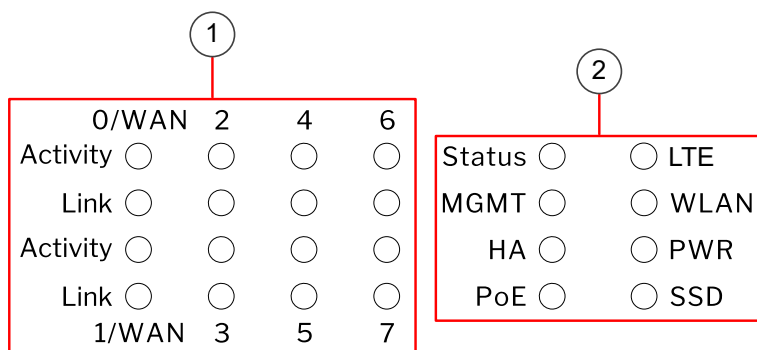 1
0/WAN 2 4 6
Activity
Link
Activity
Link
1/WAN 3 5 7
2
Status LTE
MGMT WLAN
HA PWR
PoE SSD